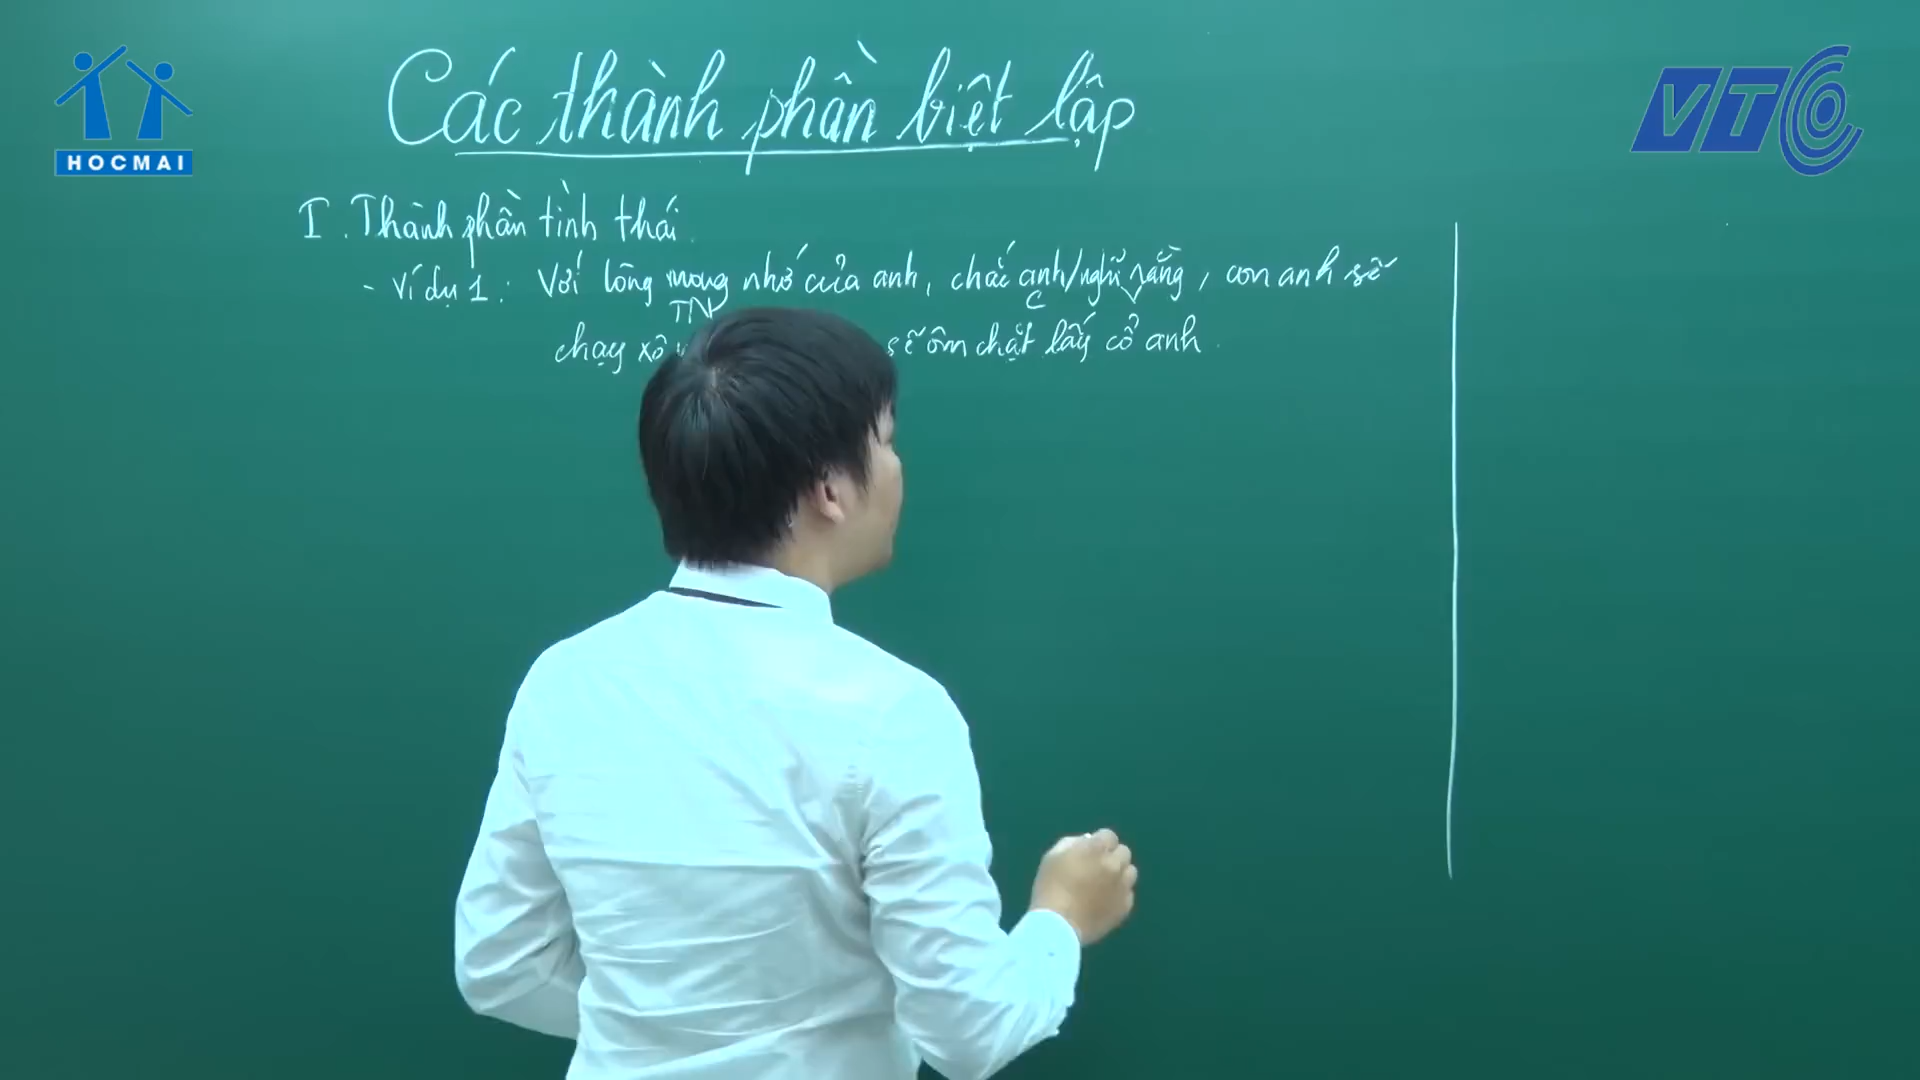 HOCMAI
VTC
Các thành phần biệt lập
I. Thành phần tình thái.
- Ví dụ 1: Với lòng mong nhớ của anh, chắc anh/nghĩ rằng, con anh sẽ
TN C V
chạy xô sẽ ôm chặt lấy cổ anh.